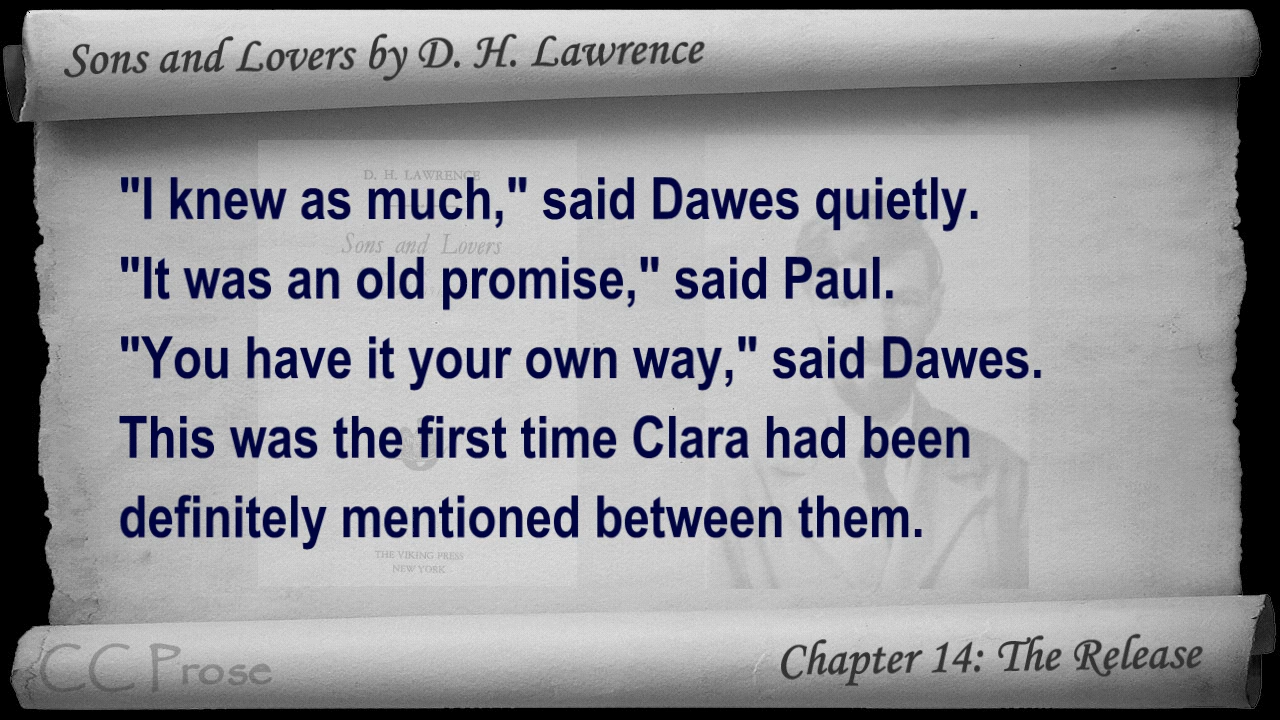 Sons and Lovers by D. H. Lawrence
D. H. LAWRENCE
"I knew as much," said Dawes quietly.
Sons and Lovers
"It was an old promise," said Paul.
"You have it your own way," said Dawes.
This was the first time Clara had been
definitely mentioned between them.
THE VIKING PRESS
NEW YORK
CC Prose
Chapter 14: The Release